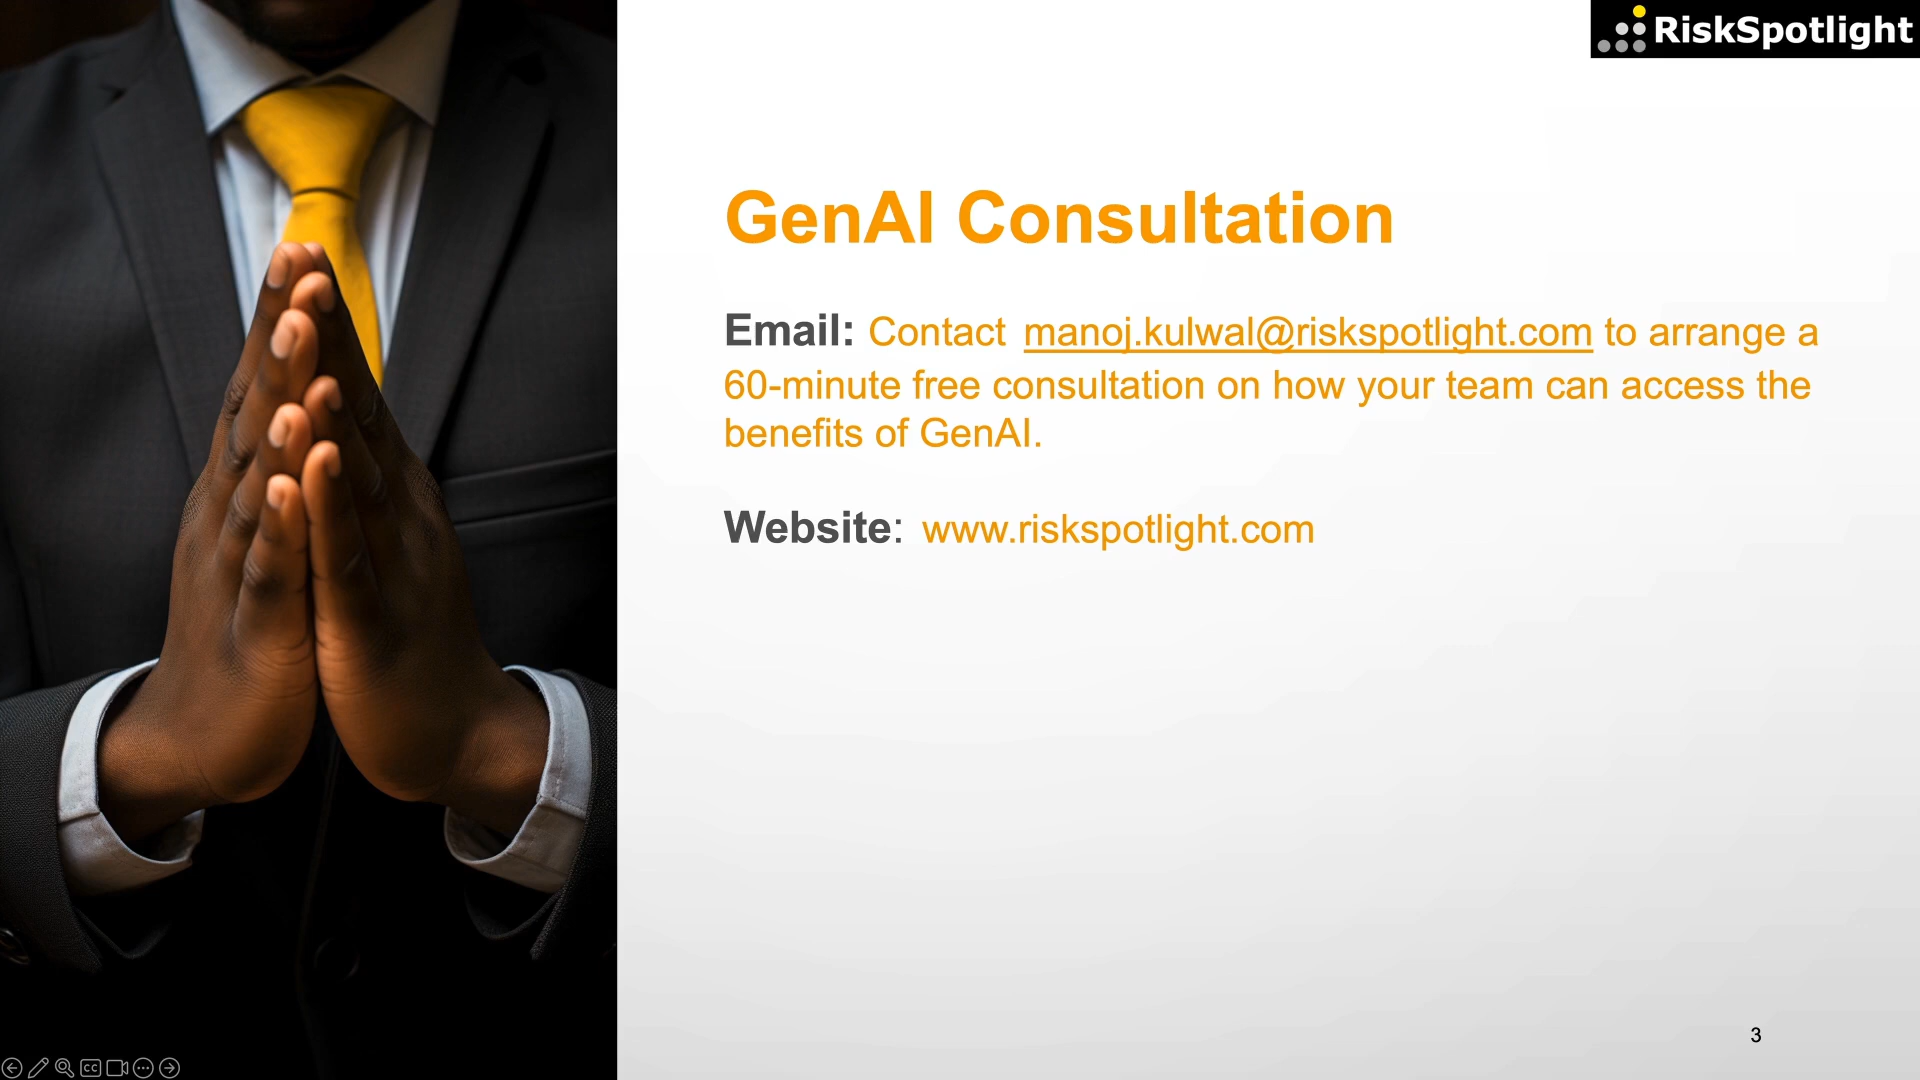 RiskSpotlight
GenAI Consultation
Email: Contact manoj.kulwal@riskspotlight.com to arrange a
60-minute free consultation on how your team can access the
benefits of GenAI.
Website: www.riskspotlight.com
3
CC